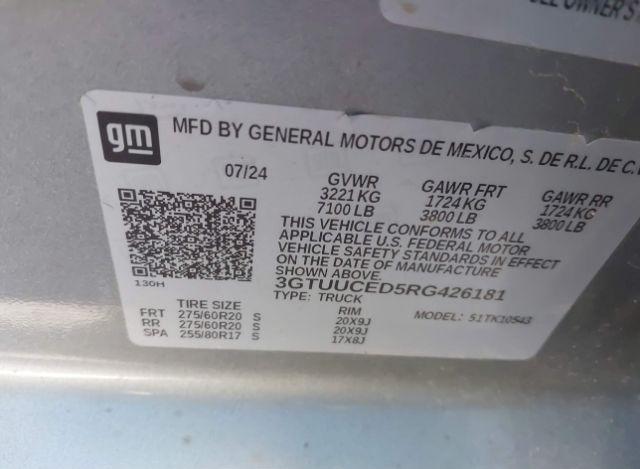 OWNER'S
gm
MFD BY GENERAL MOTORS DE MEXICO, S. DE R.L. DE C.V.
07/24
GVWR GAWR FRT GAWR RR
3221 KG 1724 KG 1724 KG
7100 LB 3800 LB 3800 LB
THIS VEHICLE CONFORMS TO ALL
APPLICABLE U.S. FEDERAL MOTOR
VEHICLE SAFETY STANDARDS IN EFFECT
ON THE DATE OF MANUFACTURE
SHOWN ABOVE.
130H
3GTUUCED5RG426181
TYPE: TRUCK
MODEL: 51TK10543
TIRE SIZE RIM
FRT 275/60R20 S 20X9J
RR 275/60R20 S 20X9J
SPA 255/80R17 S 17X8J